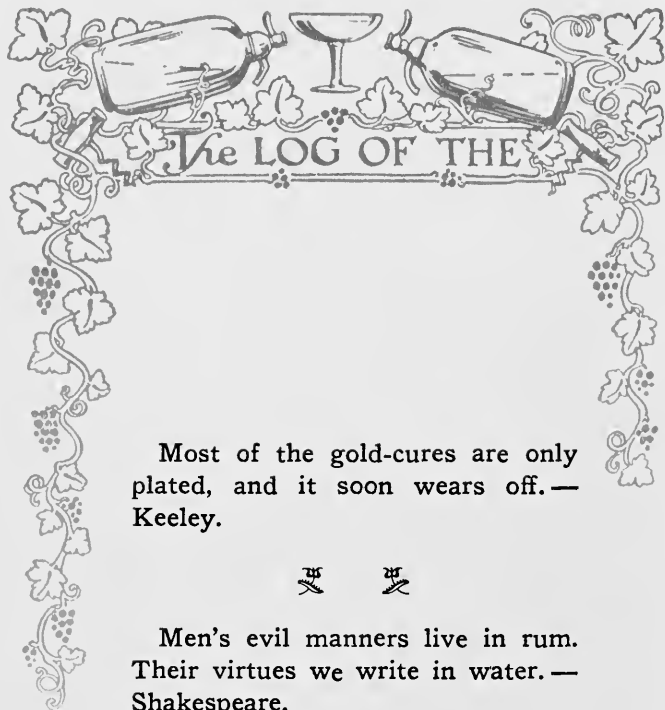 The LOG OF THE
Most of the gold-cures are only
plated, and it soon wears off. —
Keeley.
Men's evil manners live in rum.
Their virtues we write in water. —
Shakespeare.